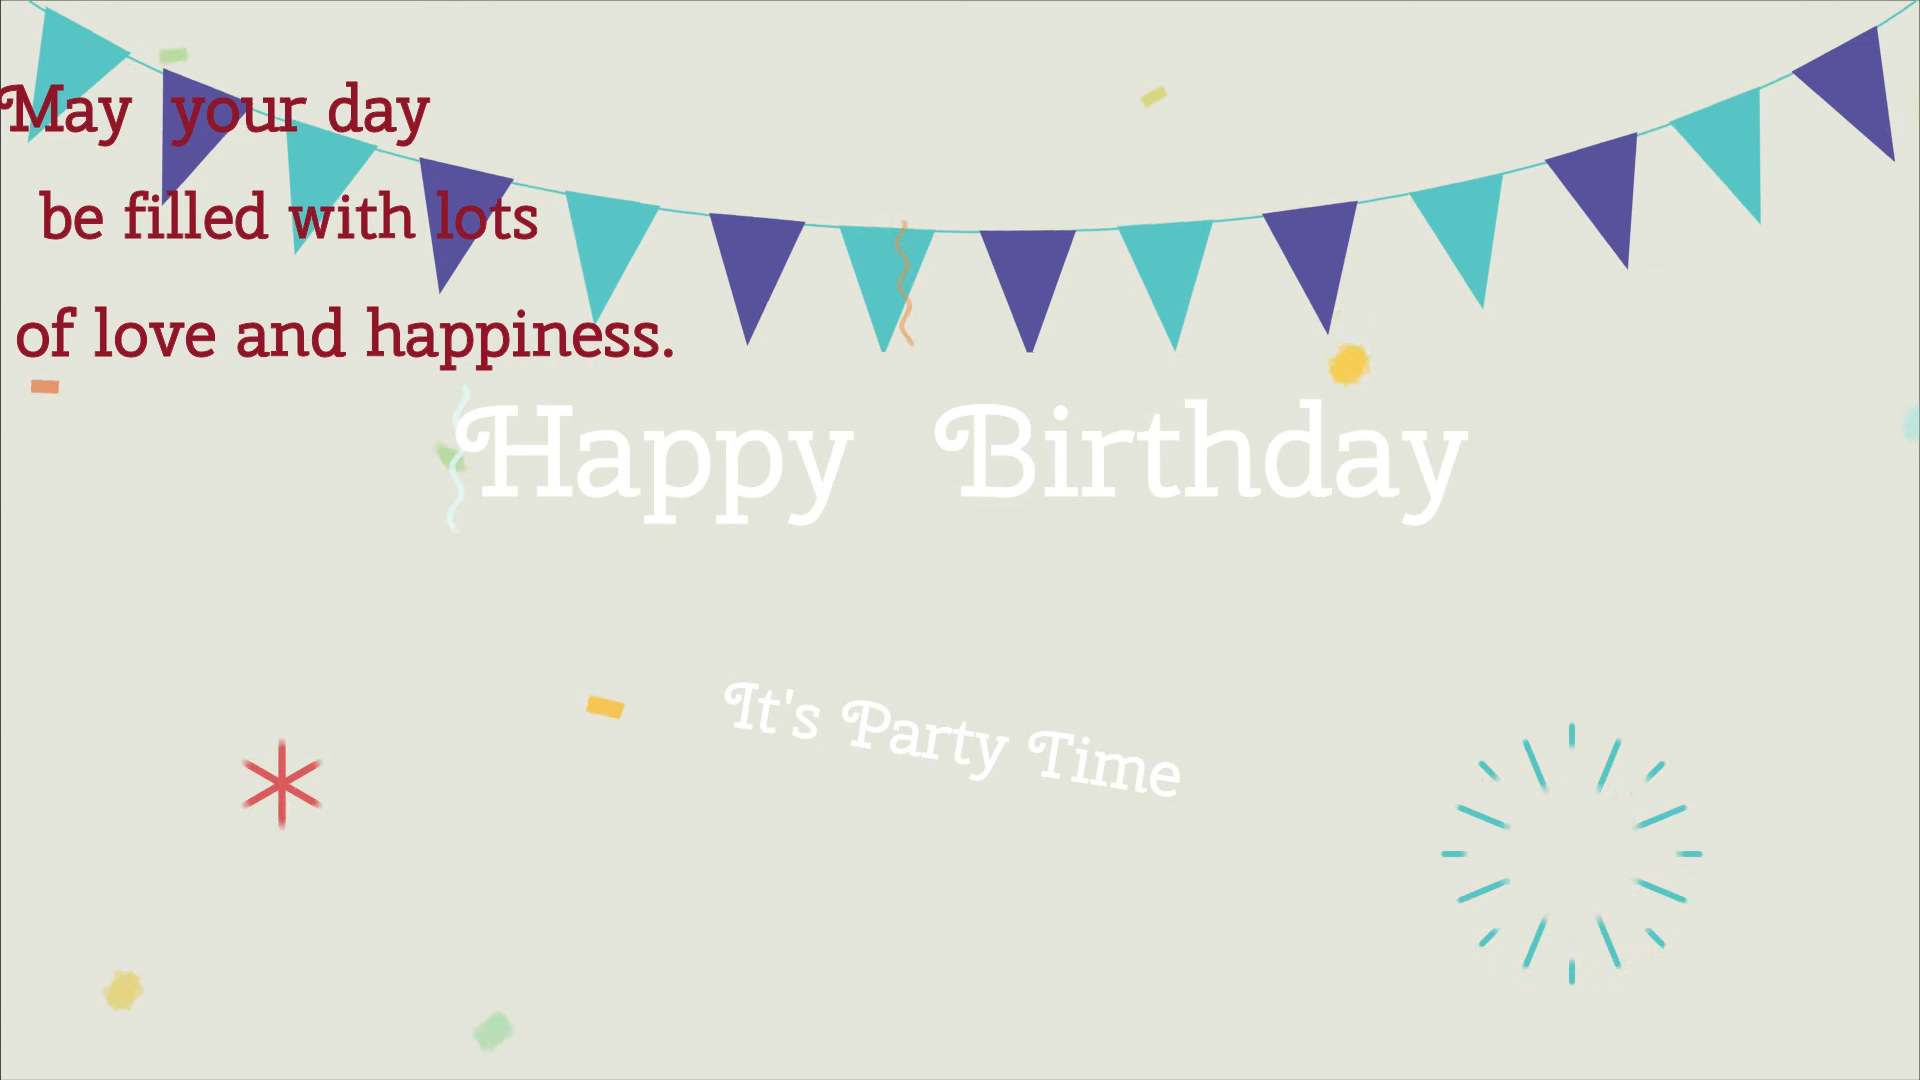 May your day
be filled with lots
of love and happiness.
Happy Birthday
It's Party Time